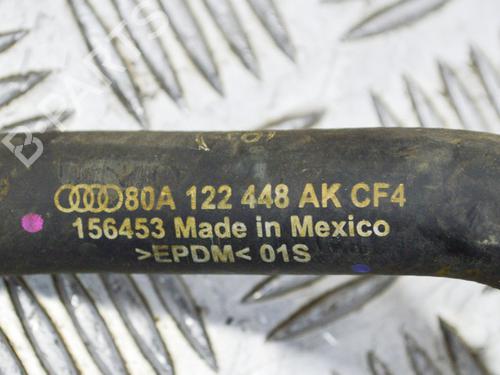 80A 122 448 AK CF4
156453 Made in Mexico
>EPDM< 01S